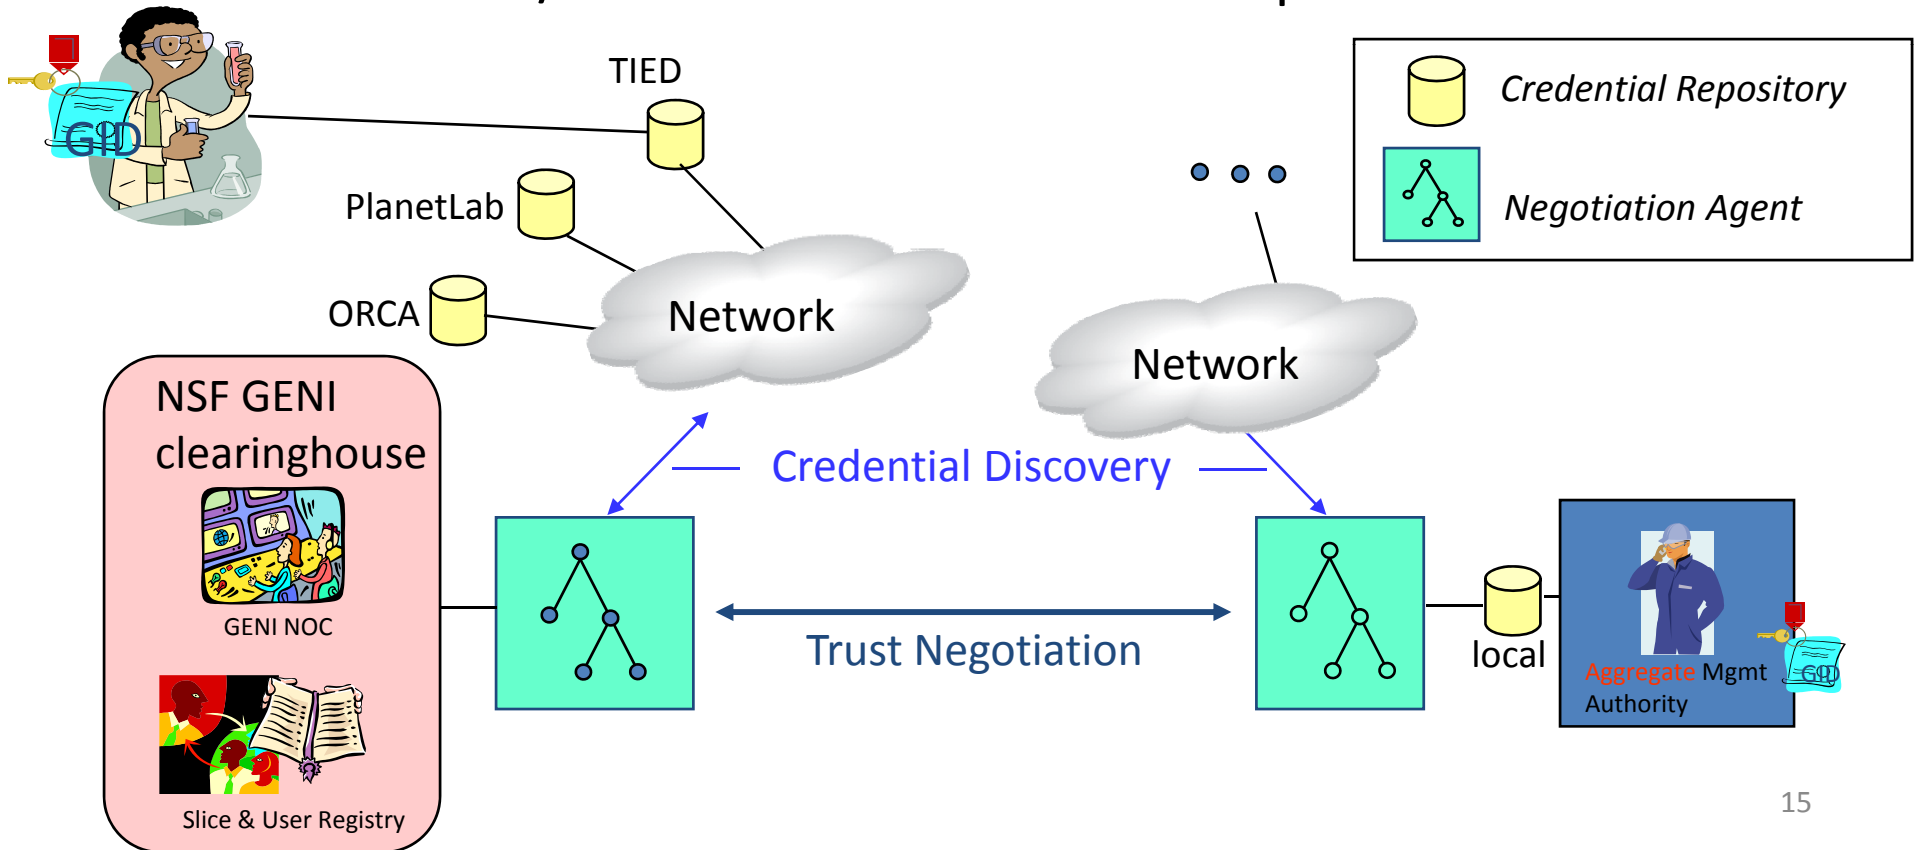 TIED
Credential Repository
GID
PlanetLab
Negotiation Agent
ORCA
Network
Network
NSF GENI
clearinghouse
Credential Discovery
GENI NOC
Trust Negotiation
local
Aggregate Mgmt
Authority
GID
Slice & User Registry
15